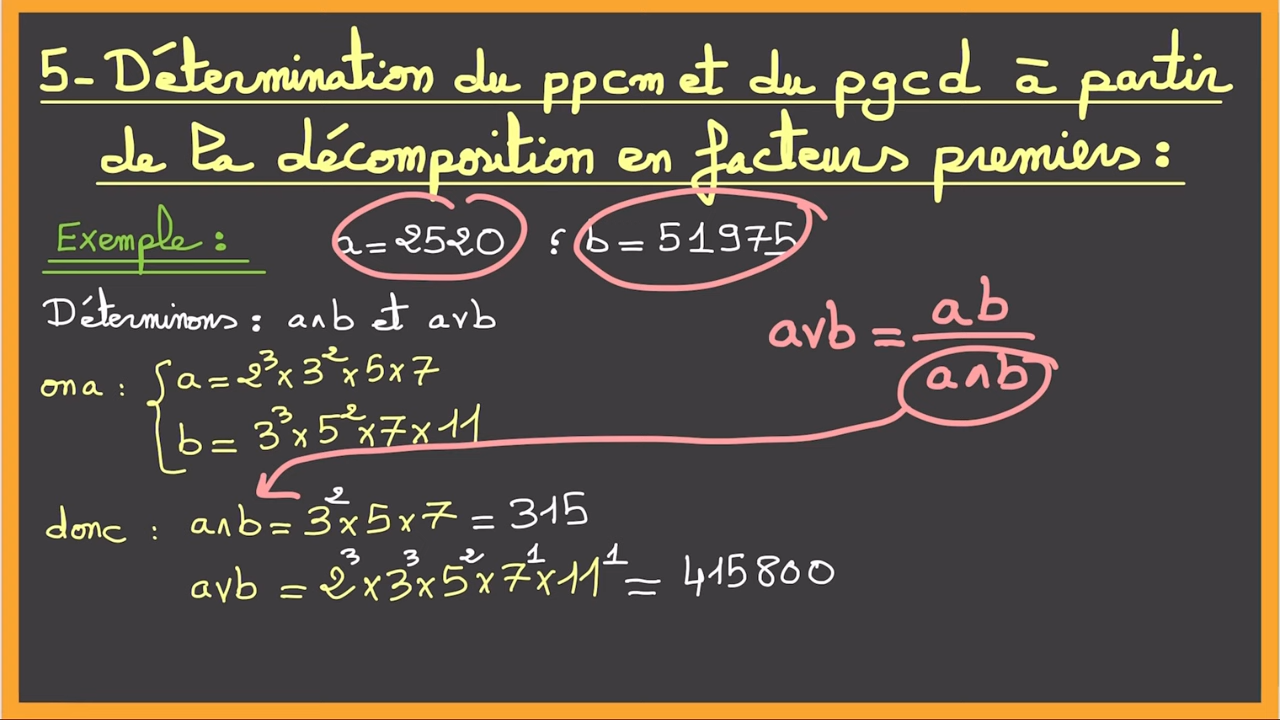 5- Détermination du ppcm et du pgcd à partir
de la décomposition en facteurs premiers :
Exemple : a = 2520 ; b = 51975
Déterminons : a∧b et a∨b
a∨b = ab / a∧b
on a : { a = 2³ × 3² × 5 × 7
b = 3³ × 5² × 7 × 11
donc : a∧b = 3² × 5 × 7 = 315
a∨b = 2³ × 3³ × 5² × 7¹ × 11¹ = 415800